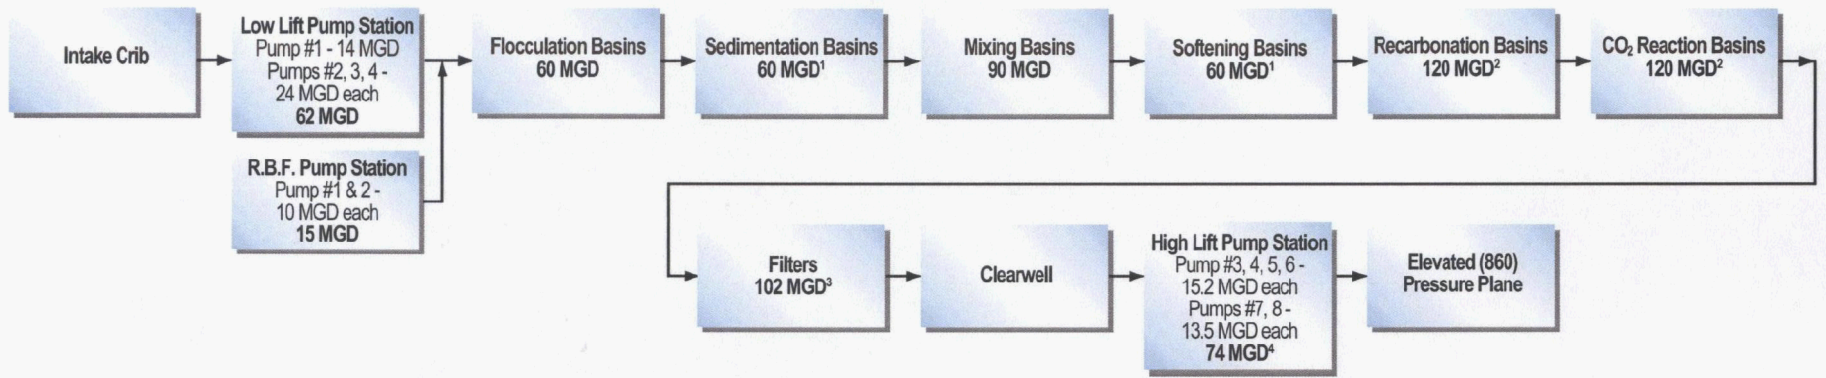 Intake Crib
Low Lift Pump Station
Pump #1 - 14 MGD
Pumps #2, 3, 4 -
24 MGD each
62 MGD
R.B.F. Pump Station
Pump #1 & 2 -
10 MGD each
15 MGD
Flocculation Basins
60 MGD
Sedimentation Basins
60 MGD¹
Mixing Basins
90 MGD
Softening Basins
60 MGD¹
Recarbonation Basins
120 MGD²
CO₂ Reaction Basins
120 MGD²
Filters
102 MGD³
Clearwell
High Lift Pump Station
Pump #3, 4, 5, 6 -
15.2 MGD each
Pumps #7, 8 -
13.5 MGD each
74 MGD⁴
Elevated (860)
Pressure Plane